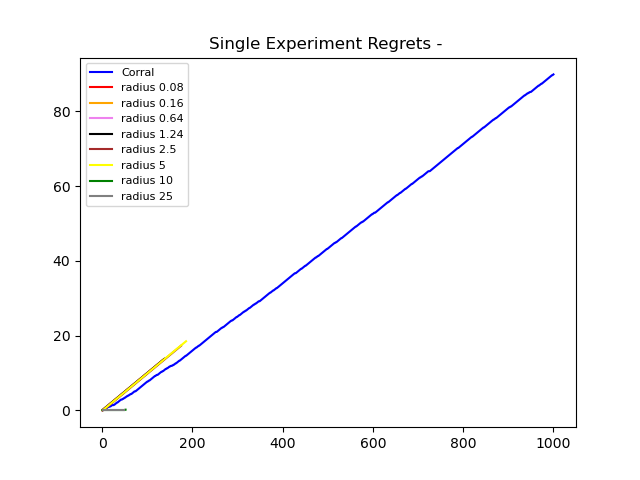 Single Experiment Regrets -
Corral
radius 0.08
radius 0.16
radius 0.64
radius 1.24
radius 2.5
radius 5
radius 10
radius 25
80
60
40
20
0
0 200 400 600 800 1000